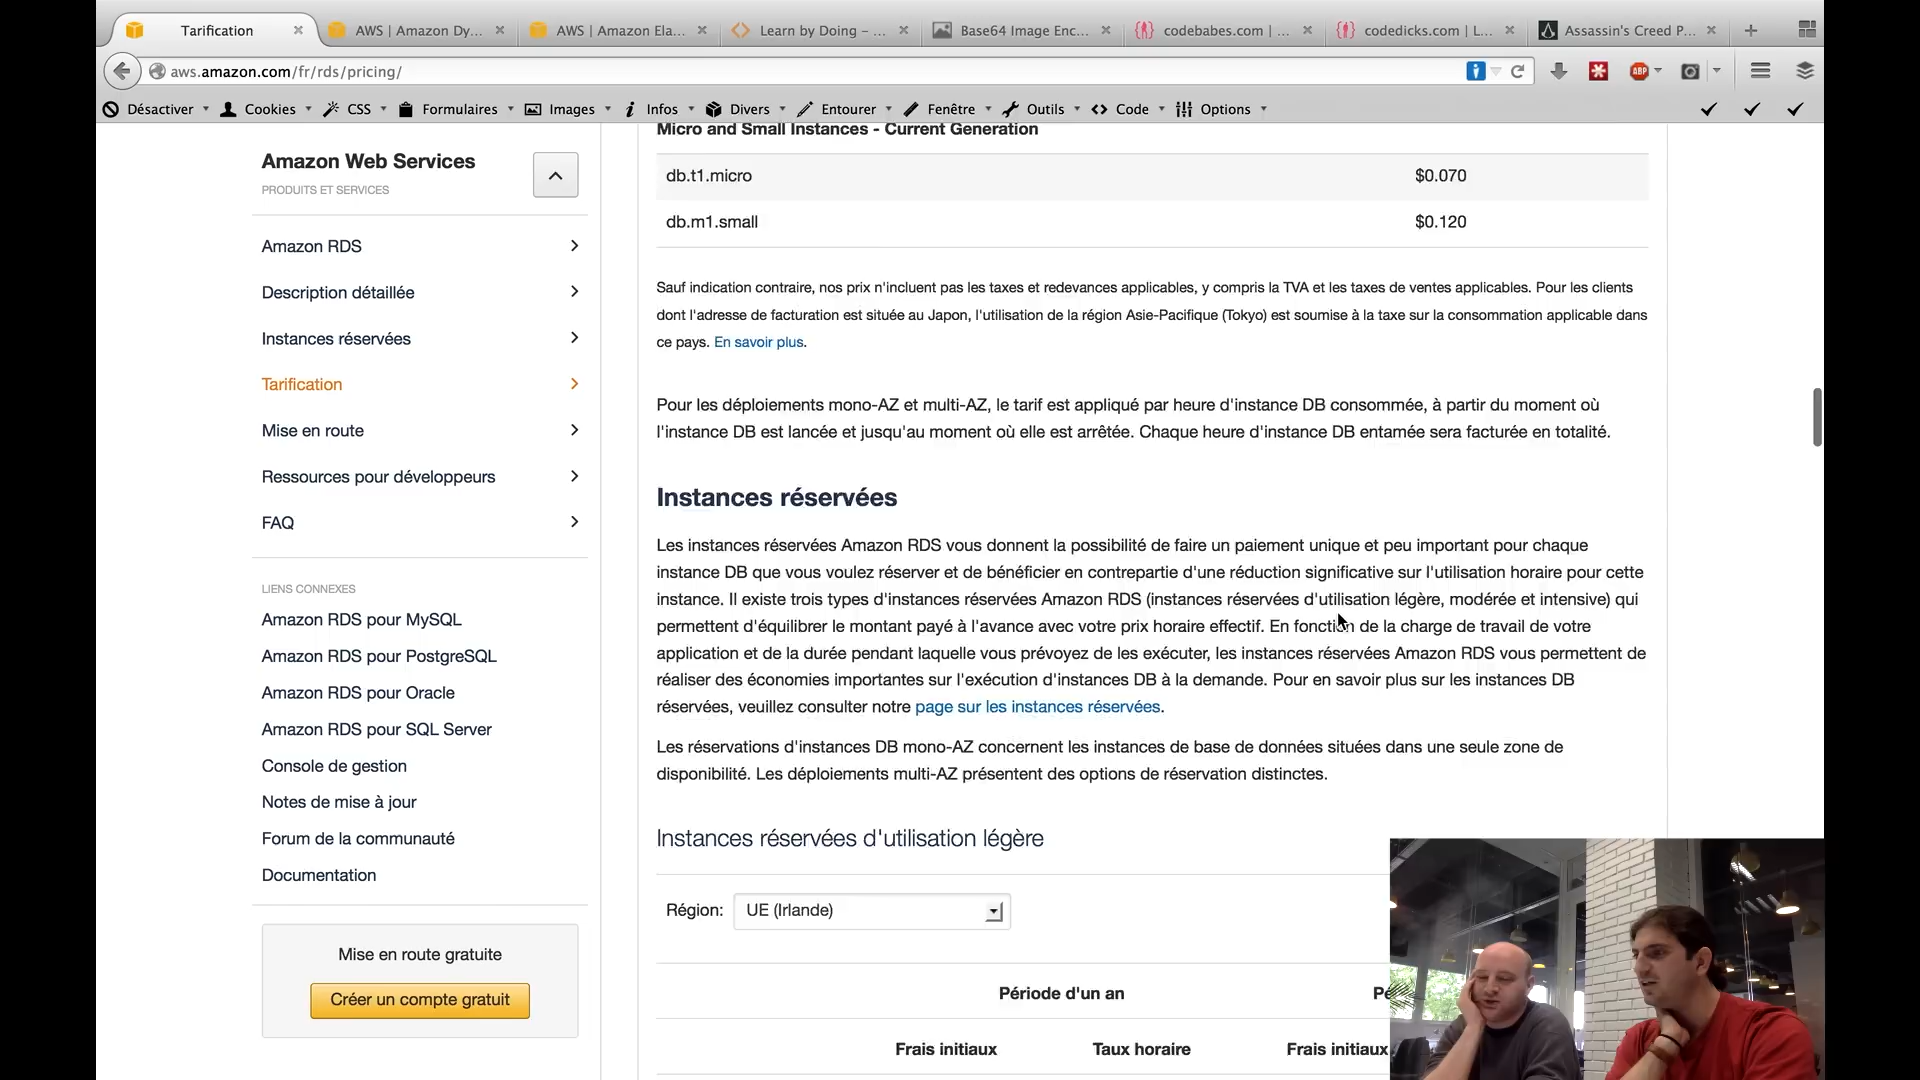 Tarification
AWS | Amazon Dy...
AWS | Amazon Ela...
Learn by Doing – ...
Base64 Image Enc...
codebabes.com | ...
codedicks.com | L...
Assassin's Creed P...
aws.amazon.com/fr/rds/pricing/
ABP
Désactiver
Cookies
CSS
Formulaires
Images
Infos
Divers
Entourer
Fenêtre
Outils
Code
Options
Amazon Web Services
PRODUITS ET SERVICES
Amazon RDS
Description détaillée
Instances réservées
Tarification
Mise en route
Ressources pour développeurs
FAQ
LIENS CONNEXES
Amazon RDS pour MySQL
Amazon RDS pour PostgreSQL
Amazon RDS pour Oracle
Amazon RDS pour SQL Server
Console de gestion
Notes de mise à jour
Forum de la communauté
Documentation
Mise en route gratuite
Créer un compte gratuit
Micro and Small Instances - Current Generation
db.t1.micro $0.070
db.m1.small $0.120
Sauf indication contraire, nos prix n'incluent pas les taxes et redevances applicables, y compris la TVA et les taxes de ventes applicables. Pour les clients
dont l'adresse de facturation est située au Japon, l'utilisation de la région Asie-Pacifique (Tokyo) est soumise à la taxe sur la consommation applicable dans
ce pays. En savoir plus.
Pour les déploiements mono-AZ et multi-AZ, le tarif est appliqué par heure d'instance DB consommée, à partir du moment où
l'instance DB est lancée et jusqu'au moment où elle est arrêtée. Chaque heure d'instance DB entamée sera facturée en totalité.
Instances réservées
Les instances réservées Amazon RDS vous donnent la possibilité de faire un paiement unique et peu important pour chaque
instance DB que vous voulez réserver et de bénéficier en contrepartie d'une réduction significative sur l'utilisation horaire pour cette
instance. Il existe trois types d'instances réservées Amazon RDS (instances réservées d'utilisation légère, modérée et intensive) qui
permettent d'équilibrer le montant payé à l'avance avec votre prix horaire effectif. En fonction de la charge de travail de votre
application et de la durée pendant laquelle vous prévoyez de les exécuter, les instances réservées Amazon RDS vous permettent de
réaliser des économies importantes sur l'exécution d'instances DB à la demande. Pour en savoir plus sur les instances DB
réservées, veuillez consulter notre page sur les instances réservées.
Les réservations d'instances DB mono-AZ concernent les instances de base de données situées dans une seule zone de
disponibilité. Les déploiements multi-AZ présentent des options de réservation distinctes.
Instances réservées d'utilisation légère
Région: UE (Irlande)
Période d'un an
Frais initiaux Taux horaire Frais initiaux